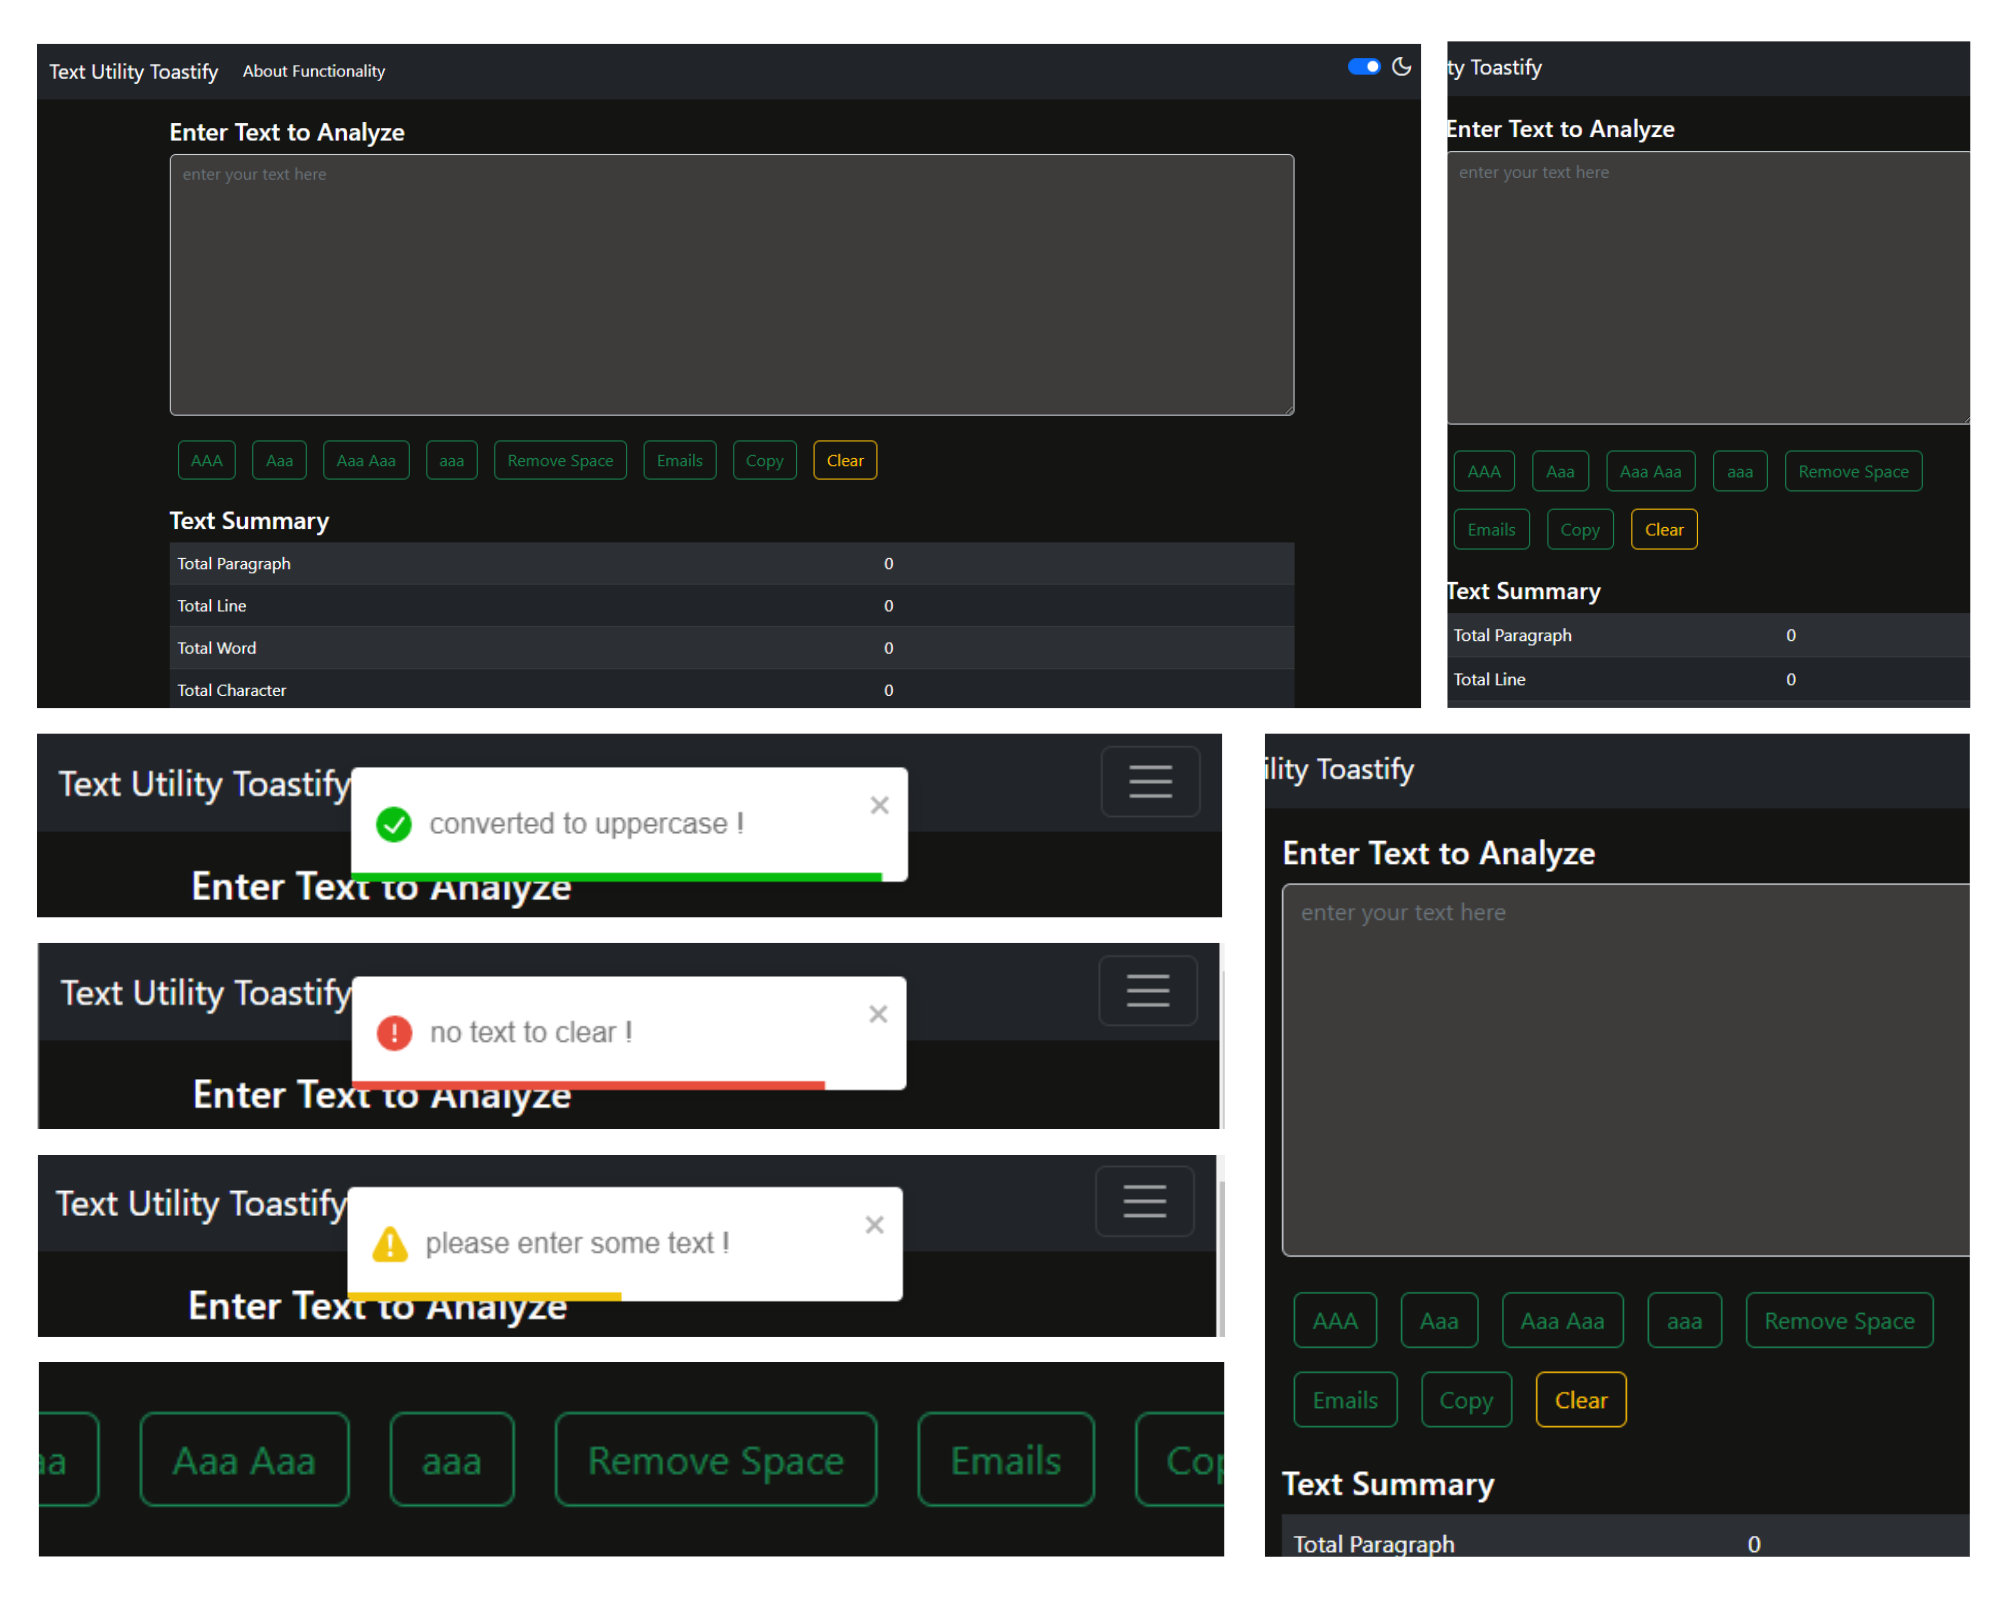 Text Utility Toastify About Functionality
Enter Text to Analyze
enter your text here
AAA Aaa Aaa Aaa aaa Remove Space Emails Copy Clear
Text Summary
Total Paragraph 0
Total Line 0
Total Word 0
Total Character 0
ty Toastify
Enter Text to Analyze
enter your text here
AAA Aaa Aaa Aaa aaa Remove Space
Emails Copy Clear
Text Summary
Total Paragraph 0
Total Line 0
Text Utility Toastify
converted to uppercase !
Enter Text to Analyze
Text Utility Toastify
no text to clear !
Enter Text to Analyze
Text Utility Toastify
please enter some text !
Enter Text to Analyze
aa Aaa Aaa aaa Remove Space Emails Cop
ility Toastify
Enter Text to Analyze
enter your text here
AAA Aaa Aaa Aaa aaa Remove Space
Emails Copy Clear
Text Summary
Total Paragraph 0